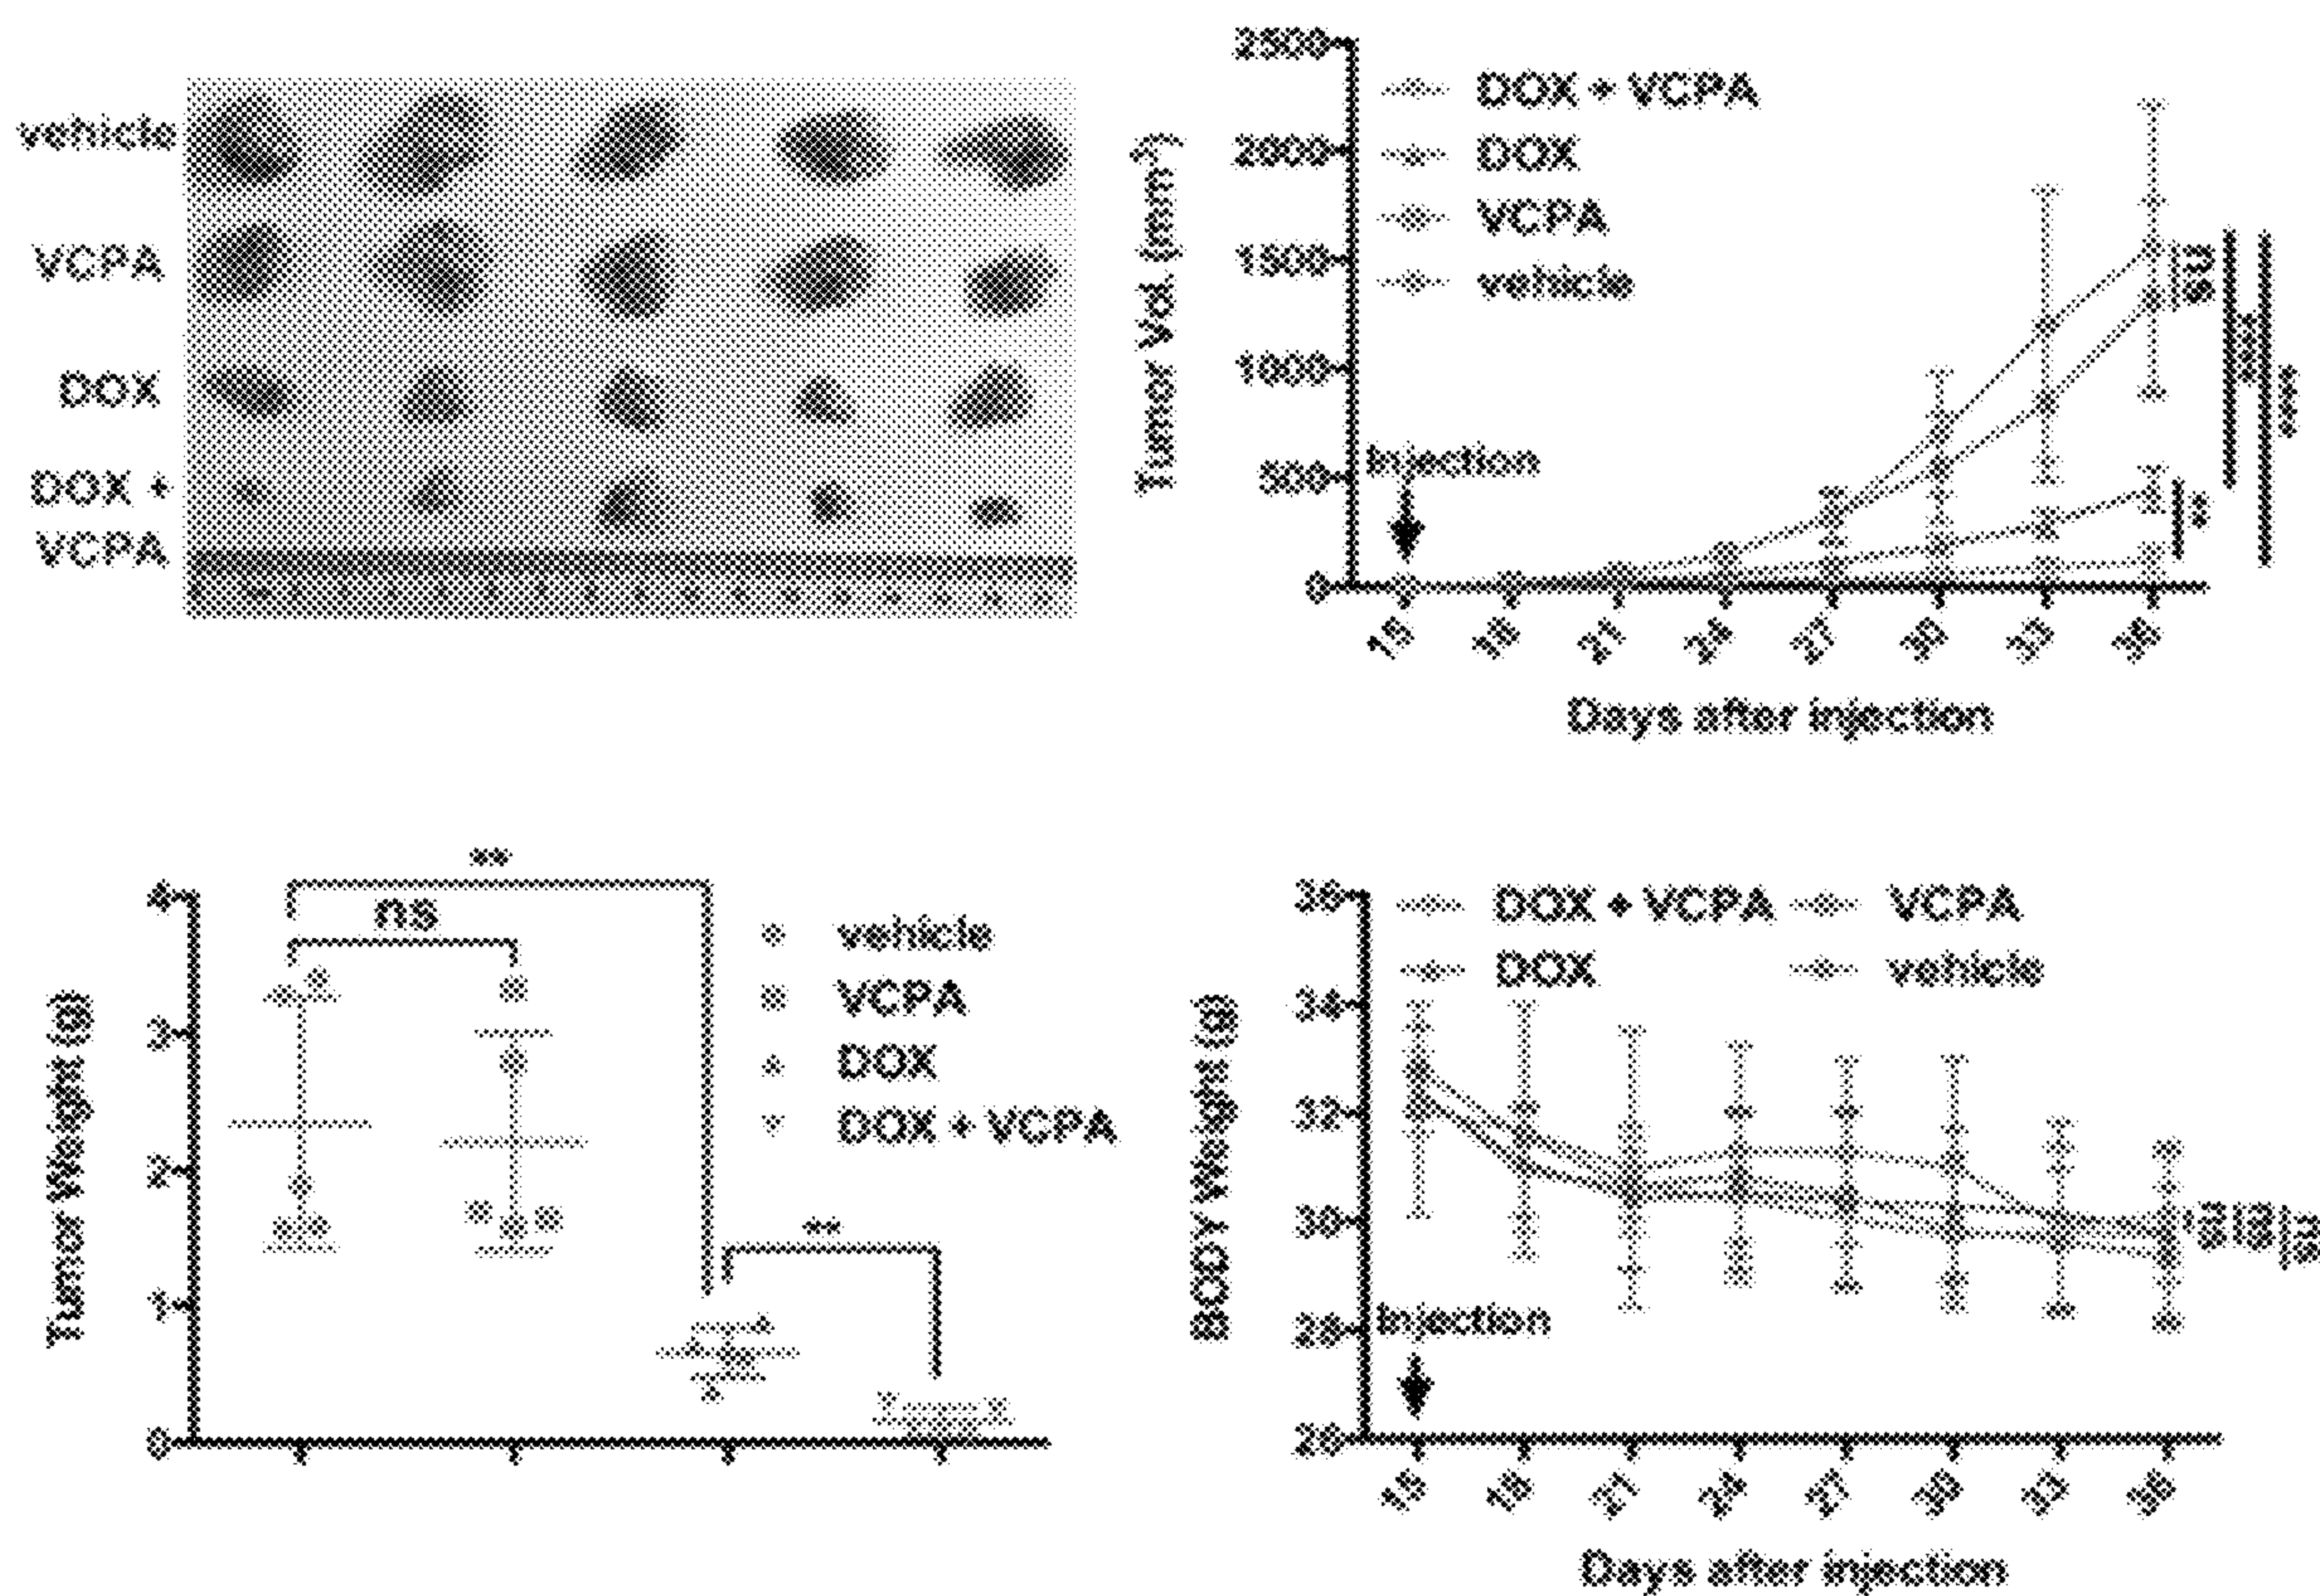 vehicle
VCPA
DOX
DOX +
VCPA
Tumor Vol. (mm³)
2500
2000
1500
1000
500
0
DOX + VCPA
DOX
VCPA
vehicle
Injection
ns
***
****
**
15
18
21
24
27
30
33
36
Days after injection
Tumor Weight (g)
4
3
2
1
0
**
ns
**
vehicle
VCPA
DOX
DOX + VCPA
BODY Weight (g)
36
34
32
30
28
26
DOX + VCPA
VCPA
DOX
vehicle
Injection
ns
ns
ns
15
18
21
24
27
30
33
36
Days after injection